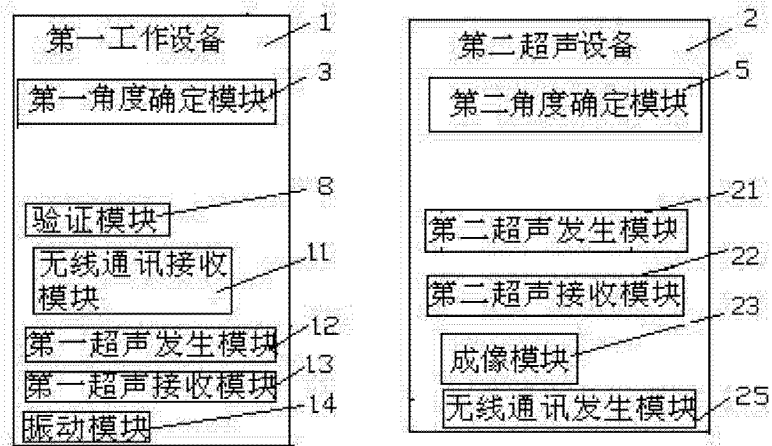 第一工作设备
1
第一角度确定模块
3
验证模块
8
无线通讯接收
模块
11
第一超声发生模块
12
第一超声接收模块
13
振动模块
14
第二超声设备
2
第二角度确定模块
5
第二超声发生模块
21
第二超声接收模块
22
成像模块
23
无线通讯发生模块
25